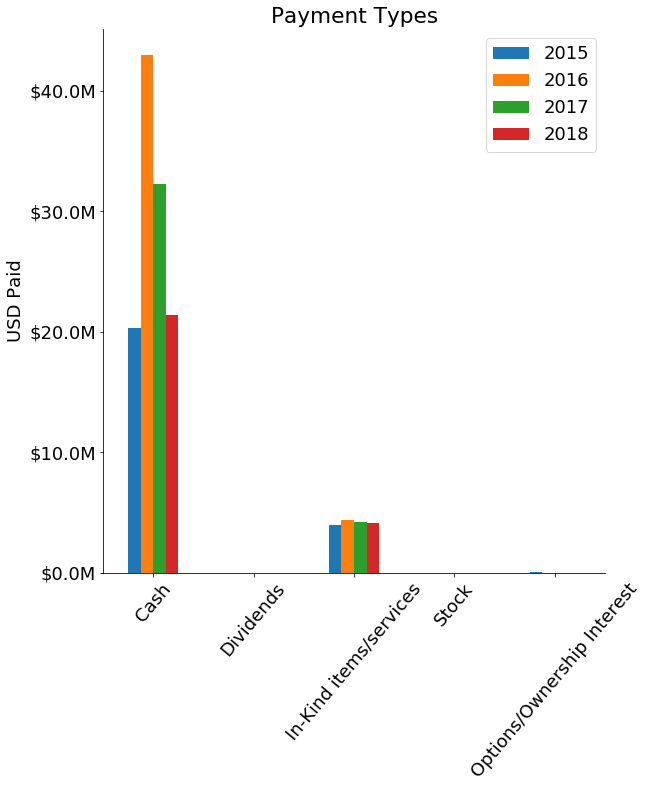 Payment Types
2015
2016
2017
2018
USD Paid
$40.0M
$30.0M
$20.0M
$10.0M
$0.0M
Cash
Dividends
In-Kind items/services
Stock
Options/Ownership Interest